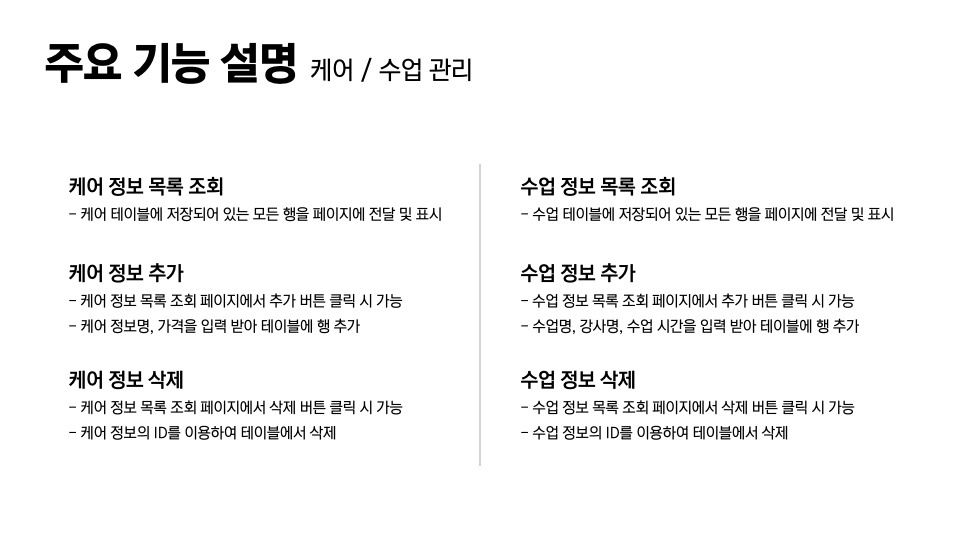 주요 기능 설명 케어 / 수업 관리
케어 정보 목록 조회
- 케어 테이블에 저장되어 있는 모든 행을 페이지에 전달 및 표시
케어 정보 추가
- 케어 정보 목록 조회 페이지에서 추가 버튼 클릭 시 가능
- 케어 정보명, 가격을 입력 받아 테이블에 행 추가
케어 정보 삭제
- 케어 정보 목록 조회 페이지에서 삭제 버튼 클릭 시 가능
- 케어 정보의 ID를 이용하여 테이블에서 삭제
수업 정보 목록 조회
- 수업 테이블에 저장되어 있는 모든 행을 페이지에 전달 및 표시
수업 정보 추가
- 수업 정보 목록 조회 페이지에서 추가 버튼 클릭 시 가능
- 수업명, 강사명, 수업 시간을 입력 받아 테이블에 행 추가
수업 정보 삭제
- 수업 정보 목록 조회 페이지에서 삭제 버튼 클릭 시 가능
- 수업 정보의 ID를 이용하여 테이블에서 삭제